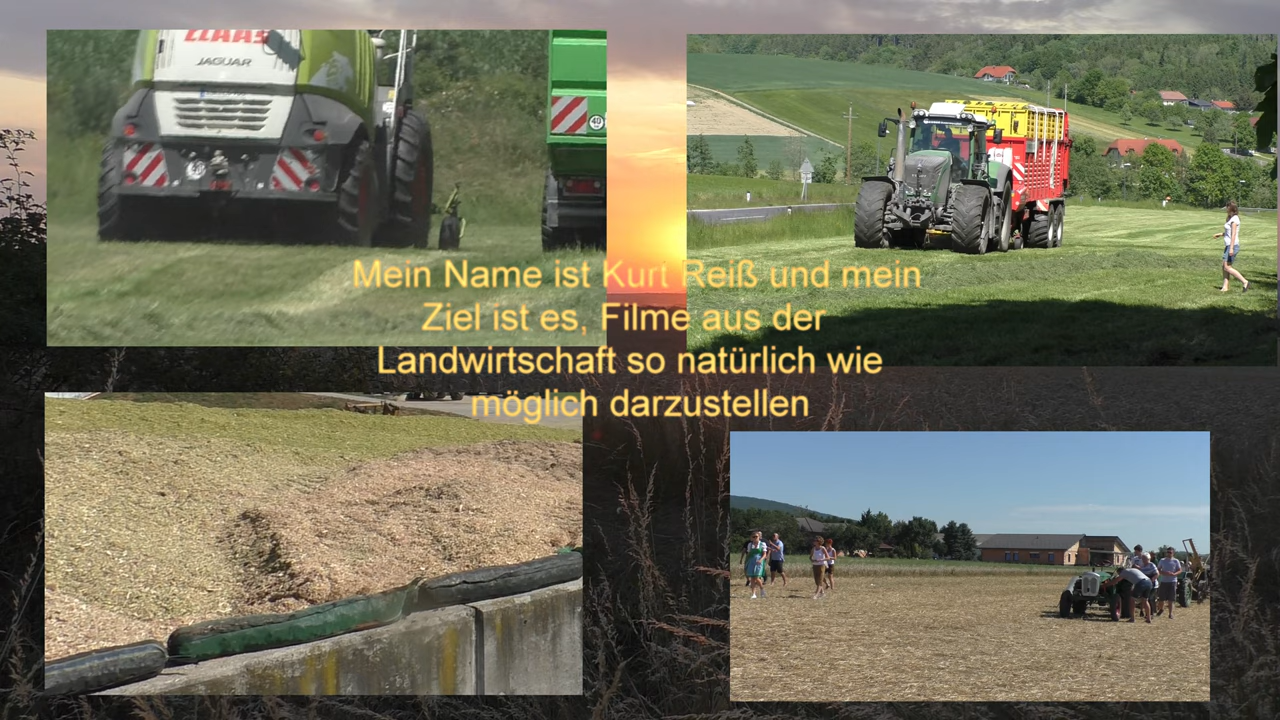 CLAAS
JAGUAR
40
Mein Name ist Kurt Reiß und mein
Ziel ist es, Filme aus der
Landwirtschaft so natürlich wie
möglich darzustellen